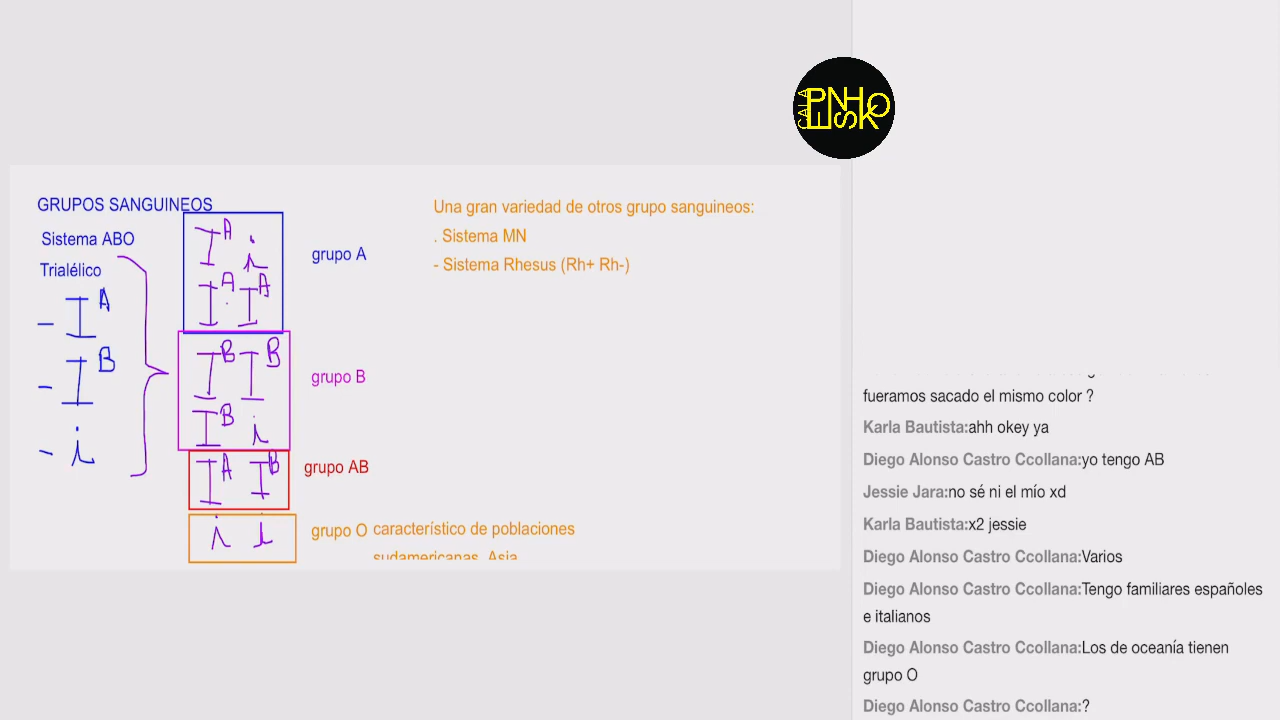 CALA
PENHSKO
GRUPOS SANGUINEOS
Sistema ABO
Trialélico
- I^A
- I^B
- i
I^A i
I^A I^A
grupo A
I^B I^B
I^B i
grupo B
I^A I^B
grupo AB
i i
grupo O característico de poblaciones
sudamericanas, Asia
Una gran variedad de otros grupo sanguineos:
. Sistema MN
- Sistema Rhesus (Rh+ Rh-)
fueramos sacado el mismo color ?
Karla Bautista:ahh okey ya
Diego Alonso Castro Ccollana:yo tengo AB
Jessie Jara:no sé ni el mío xd
Karla Bautista:x2 jessie
Diego Alonso Castro Ccollana:Varios
Diego Alonso Castro Ccollana:Tengo familiares españoles
e italianos
Diego Alonso Castro Ccollana:Los de oceanía tienen
grupo O
Diego Alonso Castro Ccollana:?